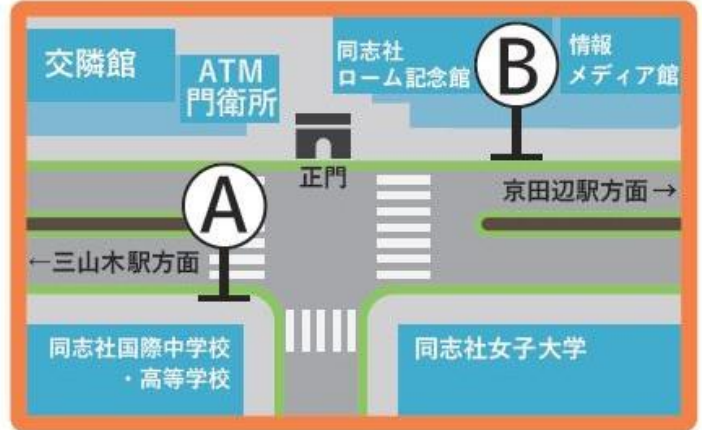 交隣館
ATM
門衛所
同志社
ローム記念館
B
情報
メディア館
正門
京田辺駅方面→
A
←三山木駅方面
同志社国際中学校
・高等学校
同志社女子大学